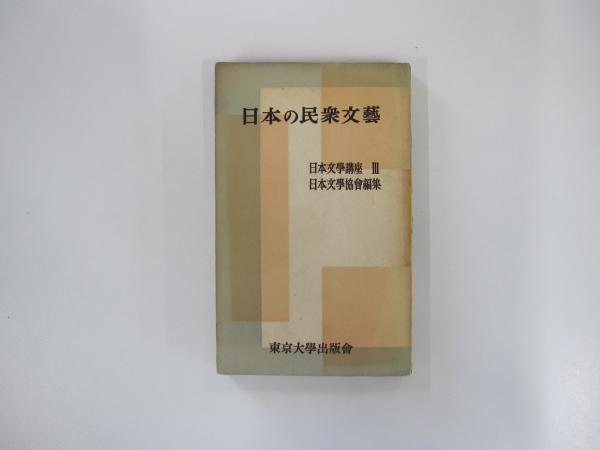 日本の民衆文藝
日本文學講座 Ⅲ
日本文學協會編集
東京大學出版會